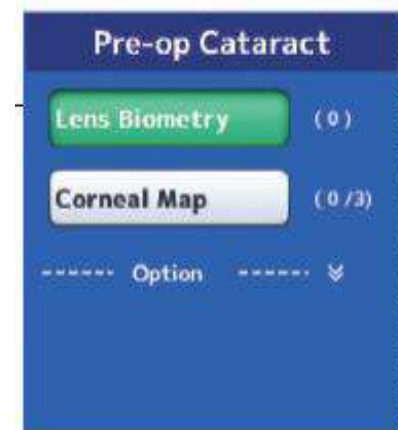 Pre-op Cataract
Lens Biometry (0)
Corneal Map (0/3)
------ Option ------